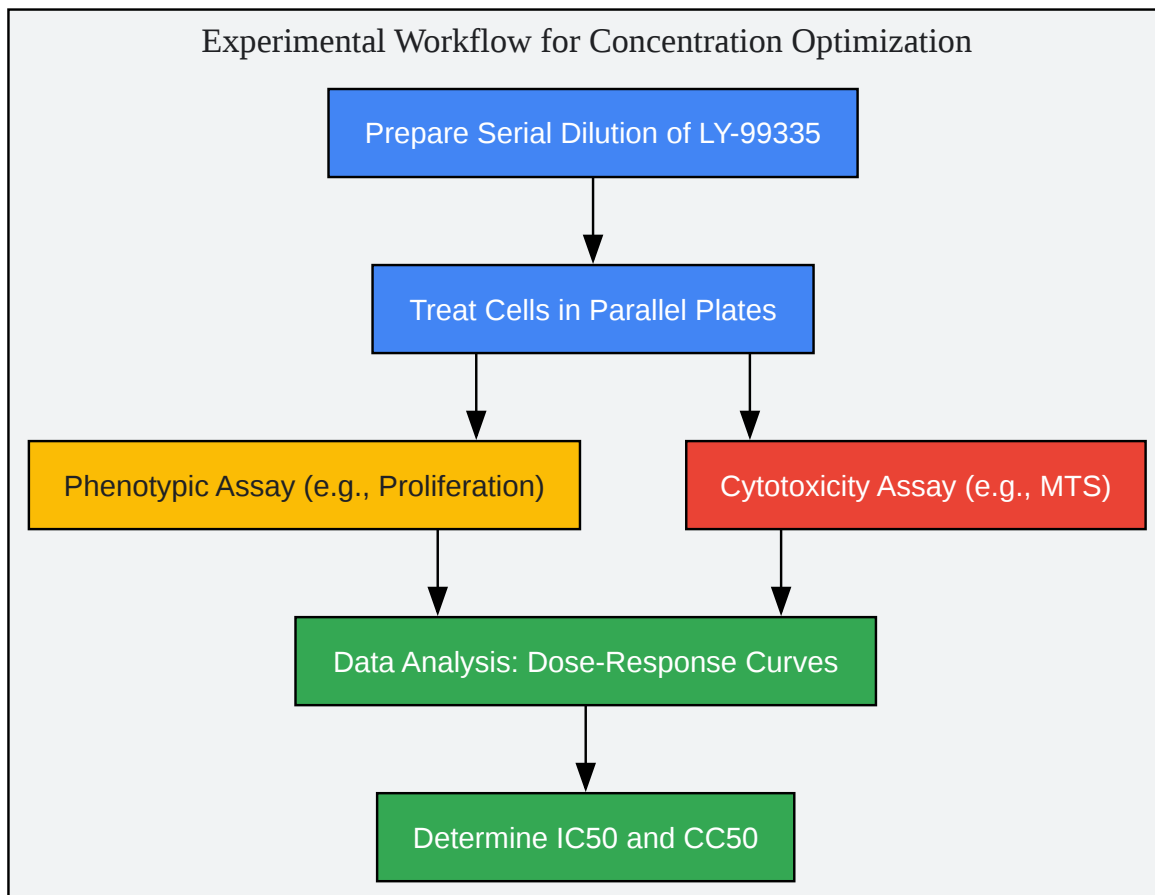 Experimental Workflow for Concentration Optimization
Prepare Serial Dilution of LY-99335
Treat Cells in Parallel Plates
Phenotypic Assay (e.g., Proliferation)
Cytotoxicity Assay (e.g., MTS)
Data Analysis: Dose-Response Curves
Determine IC50 and CC50